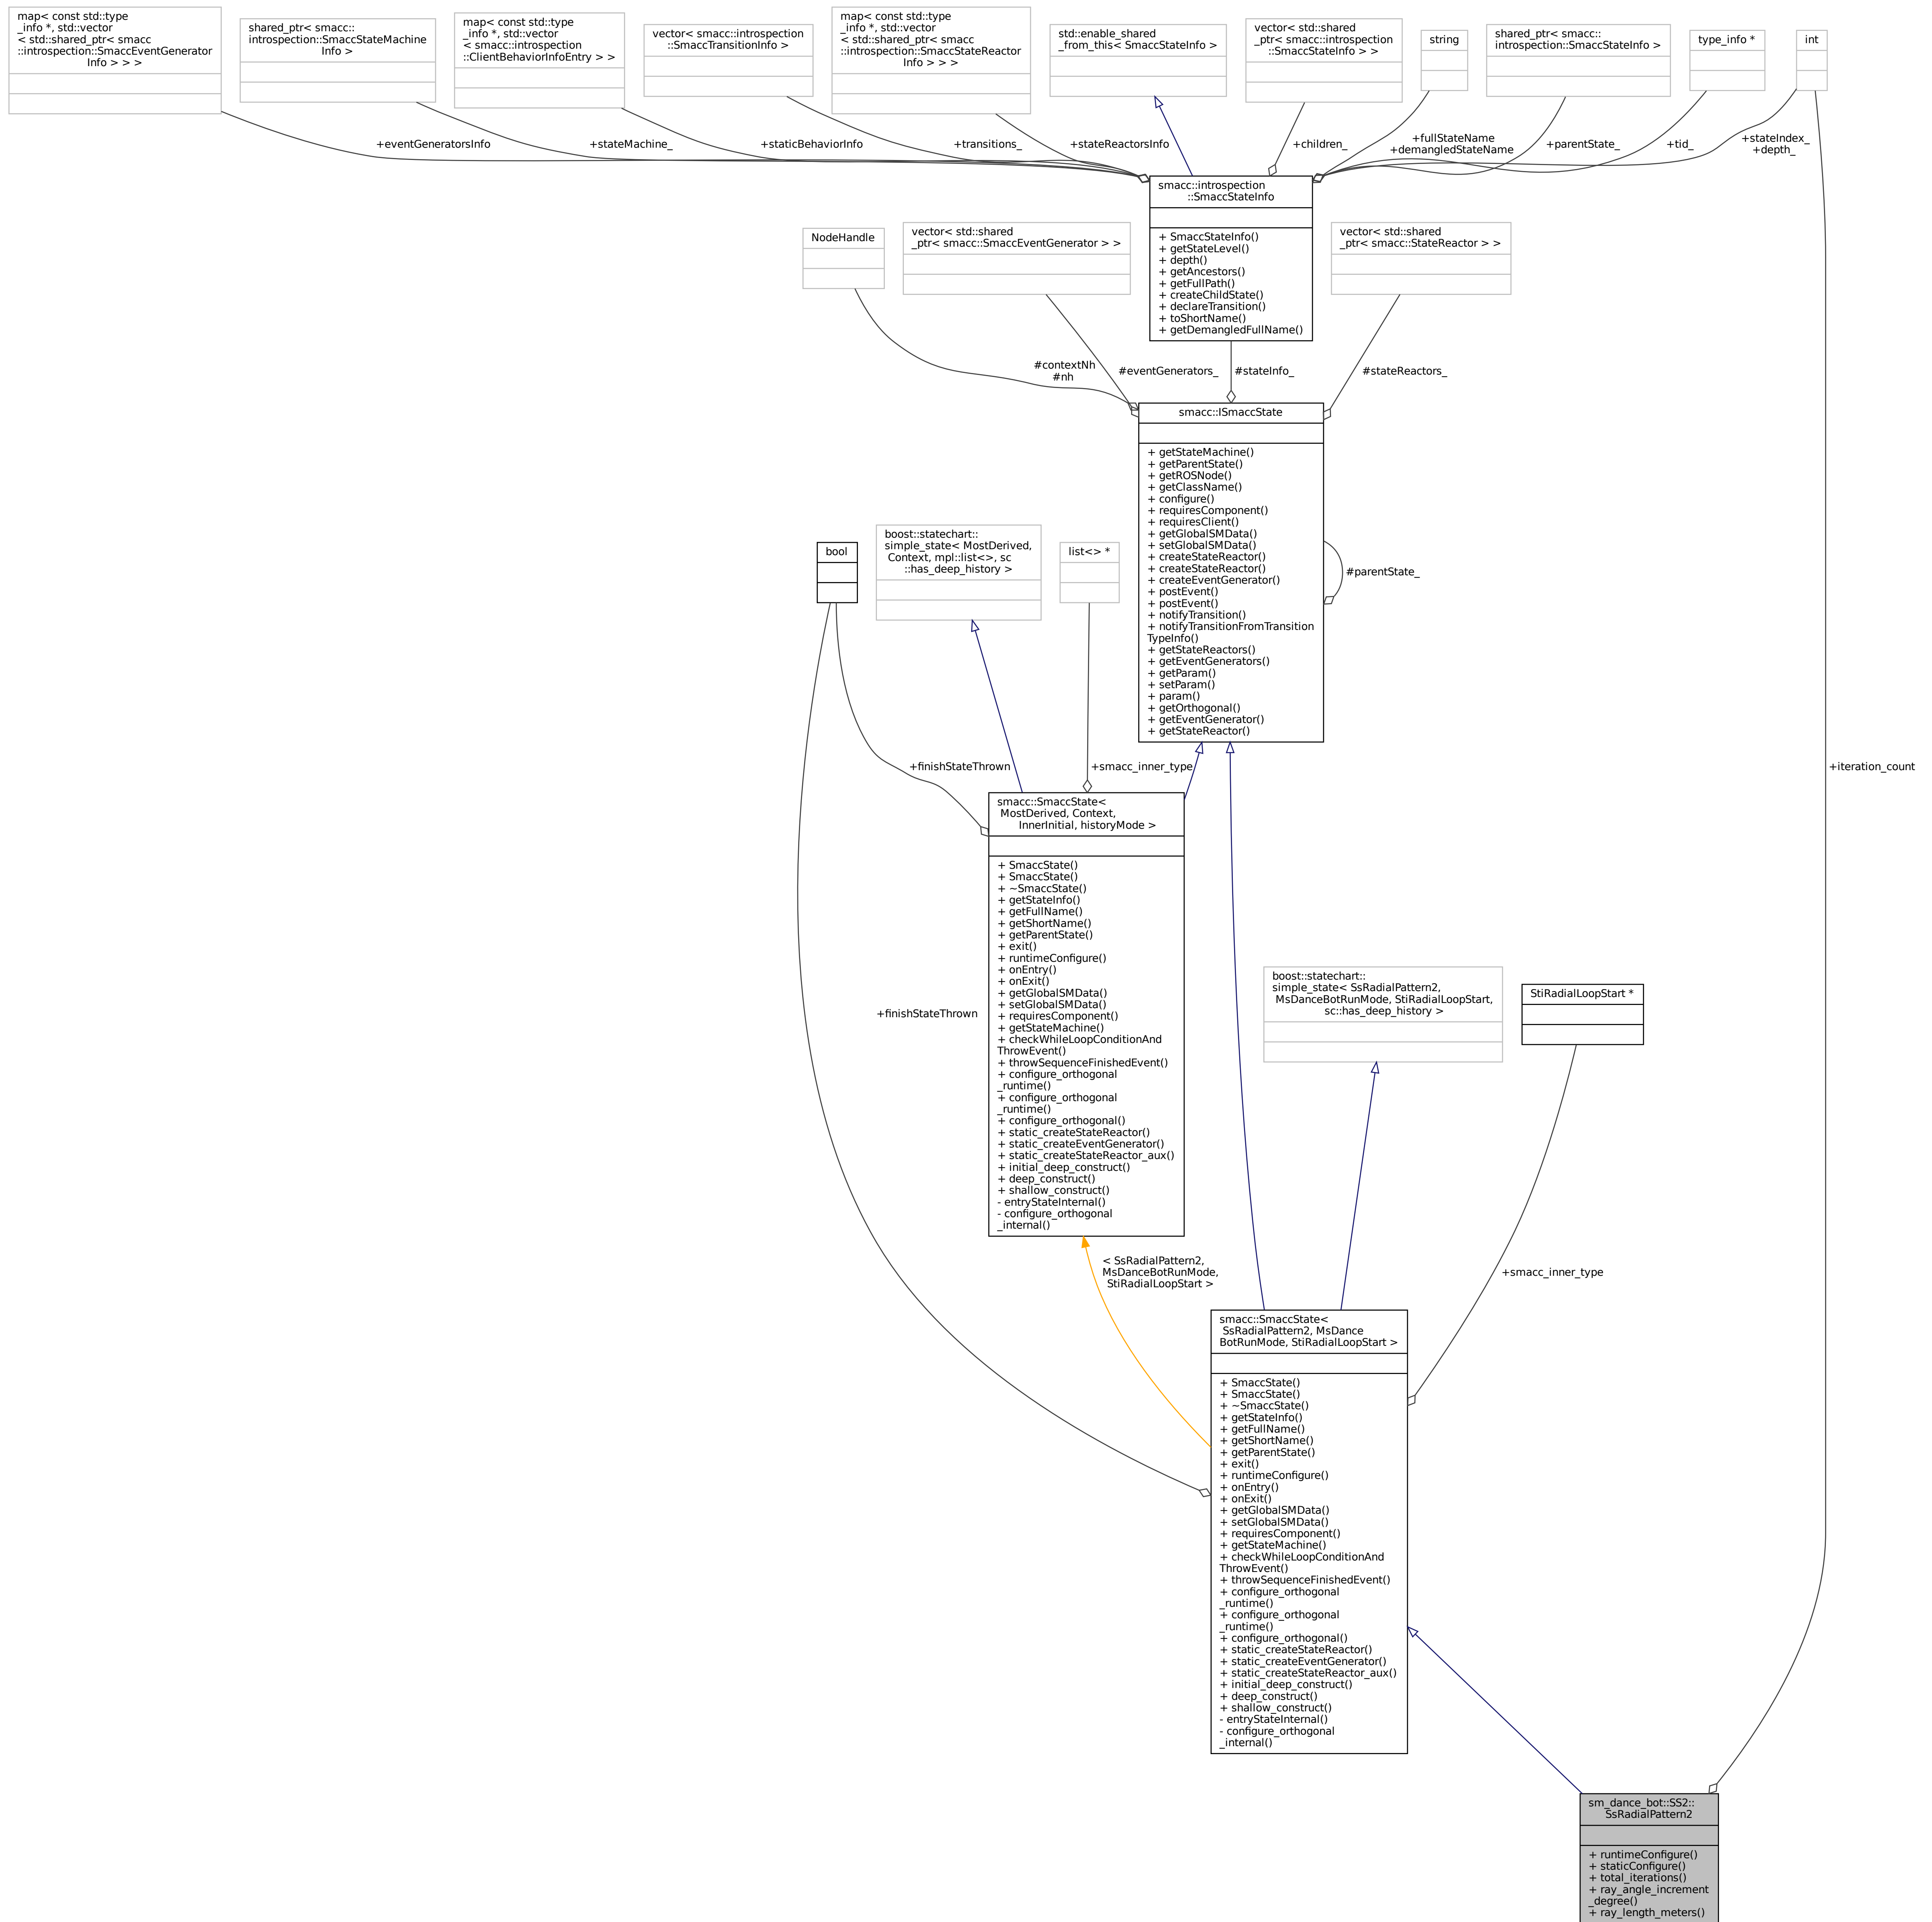 map< const std::type
_info *, std::vector
< std::shared_ptr< smacc
::introspection::SmaccEventGenerator
Info > > >
shared_ptr< smacc::
introspection::SmaccStateMachine
Info >
map< const std::type
_info *, std::vector
< smacc::introspection
::ClientBehaviorInfoEntry > >
vector< smacc::introspection
::SmaccTransitionInfo >
map< const std::type
_info *, std::vector
< std::shared_ptr< smacc
::introspection::SmaccStateReactor
Info > > >
std::enable_shared
_from_this< SmaccStateInfo >
vector< std::shared
_ptr< smacc::introspection
::SmaccStateInfo > >
string
shared_ptr< smacc::
introspection::SmaccStateInfo >
type_info *
int
+eventGeneratorsInfo
+stateMachine_
+staticBehaviorInfo
+transitions_
+stateReactorsInfo
+children_
+fullStateName
+demangledStateName
+parentState_
+tid_
+stateIndex_
+depth_
smacc::introspection
::SmaccStateInfo
+ SmaccStateInfo()
+ getStateLevel()
+ depth()
+ getAncestors()
+ getFullPath()
+ createChildState()
+ declareTransition()
+ toShortName()
+ getDemangledFullName()
NodeHandle
vector< std::shared
_ptr< smacc::SmaccEventGenerator > >
vector< std::shared
_ptr< smacc::StateReactor > >
#contextNh
#nh
#eventGenerators_
#stateInfo_
#stateReactors_
smacc::ISmaccState
+ getStateMachine()
+ getParentState()
+ getROSNode()
+ getClassName()
+ configure()
+ requiresComponent()
+ requiresClient()
+ getGlobalSMData()
+ setGlobalSMData()
+ createStateReactor()
+ createStateReactor()
+ createEventGenerator()
+ postEvent()
+ postEvent()
+ notifyTransition()
+ notifyTransitionFromTransition
TypeInfo()
+ getStateReactors()
+ getEventGenerators()
+ getParam()
+ setParam()
+ param()
+ getOrthogonal()
+ getEventGenerator()
+ getStateReactor()
#parentState_
bool
boost::statechart::
simple_state< MostDerived,
Context, mpl::list<>, sc
::has_deep_history >
list<> *
+finishStateThrown
+smacc_inner_type
+iteration_count
smacc::SmaccState<
MostDerived, Context,
InnerInitial, historyMode >
+ SmaccState()
+ SmaccState()
+ ~SmaccState()
+ getStateInfo()
+ getFullName()
+ getShortName()
+ getParentState()
+ exit()
+ runtimeConfigure()
+ onEntry()
+ onExit()
+ getGlobalSMData()
+ setGlobalSMData()
+ requiresComponent()
+ getStateMachine()
+ checkWhileLoopConditionAnd
ThrowEvent()
+ throwSequenceFinishedEvent()
+ configure_orthogonal
_runtime()
+ configure_orthogonal
_runtime()
+ configure_orthogonal()
+ static_createStateReactor()
+ static_createEventGenerator()
+ static_createStateReactor_aux()
+ initial_deep_construct()
+ deep_construct()
+ shallow_construct()
- entryStateInternal()
- configure_orthogonal
_internal()
+finishStateThrown
boost::statechart::
simple_state< SsRadialPattern2,
MsDanceBotRunMode, StiRadialLoopStart,
sc::has_deep_history >
StiRadialLoopStart *
< SsRadialPattern2,
MsDanceBotRunMode,
StiRadialLoopStart >
+smacc_inner_type
smacc::SmaccState<
SsRadialPattern2, MsDance
BotRunMode, StiRadialLoopStart >
+ SmaccState()
+ SmaccState()
+ ~SmaccState()
+ getStateInfo()
+ getFullName()
+ getShortName()
+ getParentState()
+ exit()
+ runtimeConfigure()
+ onEntry()
+ onExit()
+ getGlobalSMData()
+ setGlobalSMData()
+ requiresComponent()
+ getStateMachine()
+ checkWhileLoopConditionAnd
ThrowEvent()
+ throwSequenceFinishedEvent()
+ configure_orthogonal
_runtime()
+ configure_orthogonal
_runtime()
+ configure_orthogonal()
+ static_createStateReactor()
+ static_createEventGenerator()
+ static_createStateReactor_aux()
+ initial_deep_construct()
+ deep_construct()
+ shallow_construct()
- entryStateInternal()
- configure_orthogonal
_internal()
sm_dance_bot::SS2::
SsRadialPattern2
+ runtimeConfigure()
+ staticConfigure()
+ total_iterations()
+ ray_angle_increment
_degree()
+ ray_length_meters()